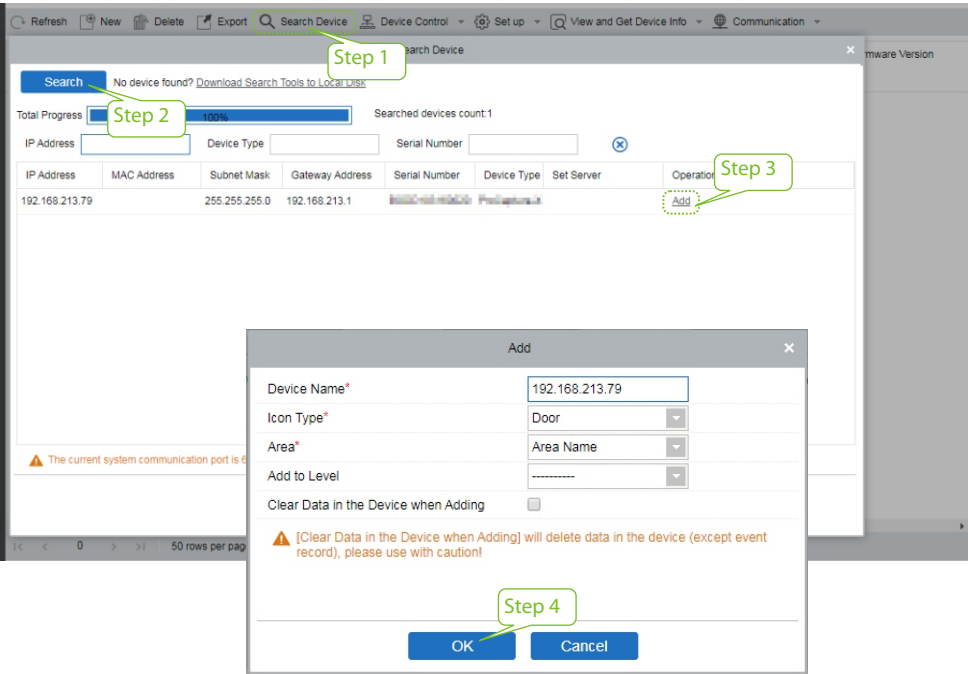 Refresh New Delete Export Search Device Device Control Set up View and Get Device Info Communication
Step 1
earch Device
mware Version
Search No device found? Download Search Tools to Local Disk
Step 2
Total Progress 100% Searched devices count:1
IP Address Device Type Serial Number
Step 3
IP Address MAC Address Subnet Mask Gateway Address Serial Number Device Type Set Server Operation
192.168.213.79 255.255.255.0 192.168.213.1 Add
Add
Device Name* 192.168.213.79
Icon Type* Door
Area* Area Name
Add to Level ----------
Clear Data in the Device when Adding
The current system communication port is 6
[Clear Data in the Device when Adding] will delete data in the device (except event
record), please use with caution!
0 50 rows per pag
Step 4
OK Cancel